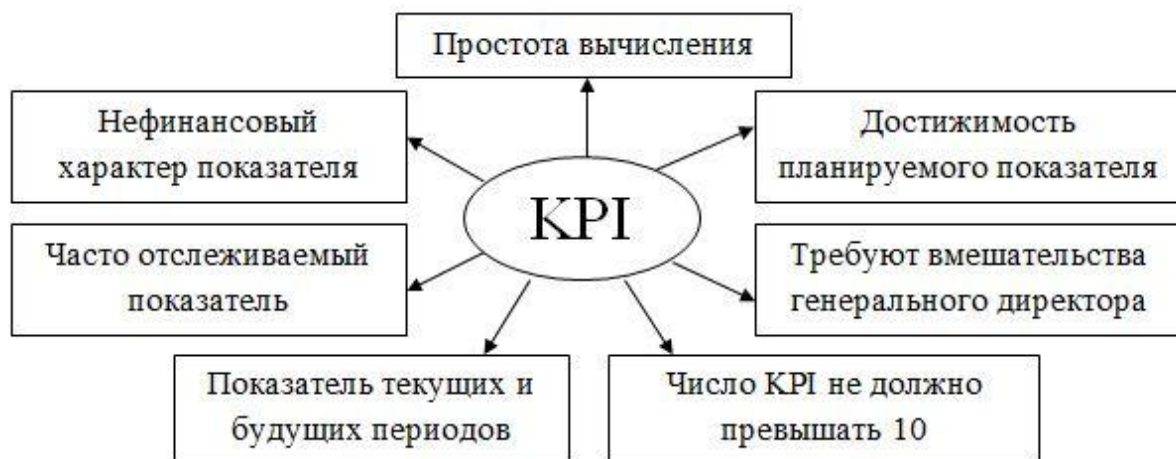 Простота вычисления
Нефинансовый
характер показателя
Достижимость
планируемого показателя
KPI
Часто отслеживаемый
показатель
Требуют вмешательства
генерального директора
Показатель текущих и
будущих периодов
Число KPI не должно
превышать 10